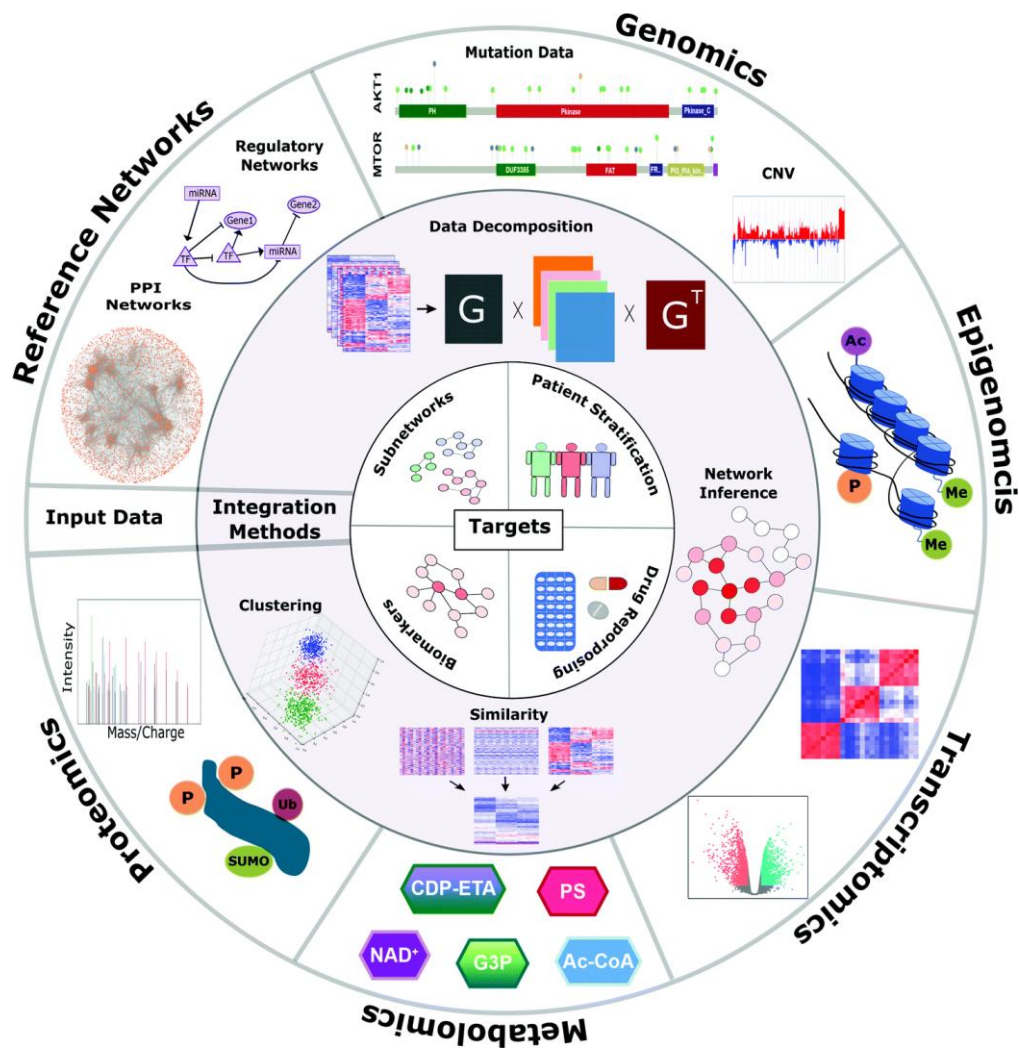 Genomics
Mutation Data
AKT1
PH
Pkinase
Pkinase_C
MTOR
DUF3385
FAT
FR..
CNV
Reference Networks
Regulatory
Networks
miRNA
Gene1
Gene2
TF
TF
miRNA
PPI
Networks
Epigenomcis
Ac
P
Me
Me
Data Decomposition
G
X
X
G^T
Subnetworks
Patient Stratification
Network
Inference
Input Data
Integration
Methods
Targets
Biomarkers
Drug Reporposing
Clustering
Similarity
Intensity
Mass/Charge
Proteomics
P
P
Ub
SUMO
Transcriptomics
CDP-ETA
PS
NAD⁺
G3P
Ac-CoA
Metabolomics